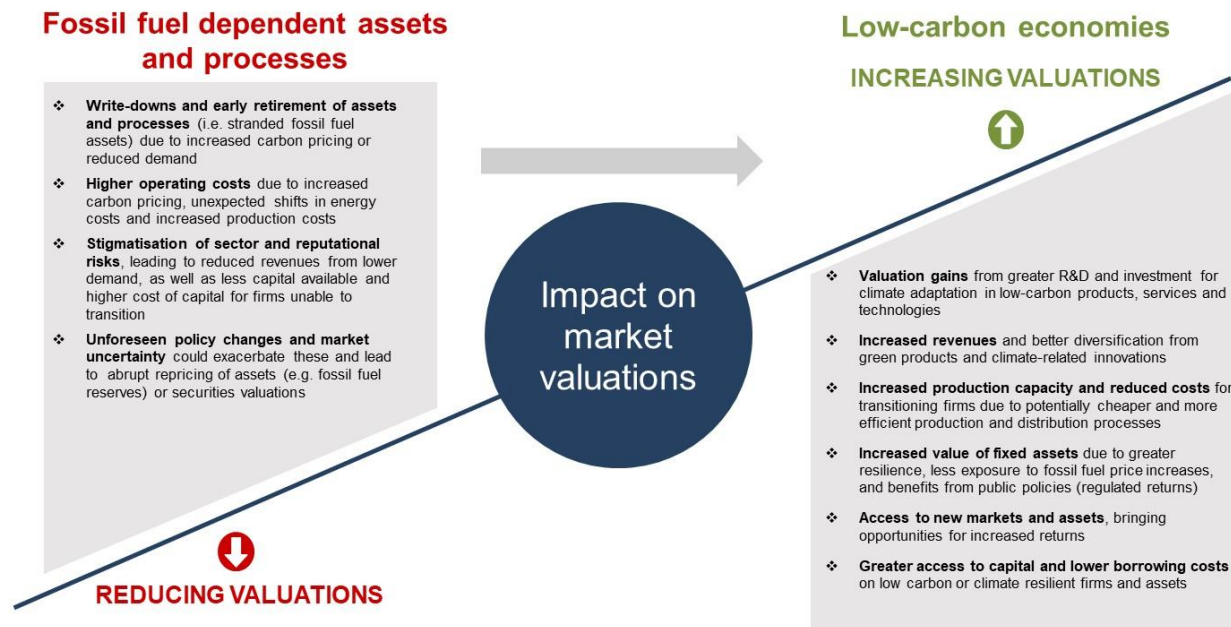 Fossil fuel dependent assets
and processes
❖ Write-downs and early retirement of assets
and processes (i.e. stranded fossil fuel
assets) due to increased carbon pricing or
reduced demand
❖ Higher operating costs due to increased
carbon pricing, unexpected shifts in energy
costs and increased production costs
❖ Stigmatisation of sector and reputational
risks, leading to reduced revenues from lower
demand, as well as less capital available and
higher cost of capital for firms unable to
transition
❖ Unforeseen policy changes and market
uncertainty could exacerbate these and lead
to abrupt repricing of assets (e.g. fossil fuel
reserves) or securities valuations
REDUCING VALUATIONS
Impact on
market
valuations
Low-carbon economies
INCREASING VALUATIONS
❖ Valuation gains from greater R&D and investment for
climate adaptation in low-carbon products, services and
technologies
❖ Increased revenues and better diversification from
green products and climate-related innovations
❖ Increased production capacity and reduced costs for
transitioning firms due to potentially cheaper and more
efficient production and distribution processes
❖ Increased value of fixed assets due to greater
resilience, less exposure to fossil fuel price increases,
and benefits from public policies (regulated returns)
❖ Access to new markets and assets, bringing
opportunities for increased returns
❖ Greater access to capital and lower borrowing costs
on low carbon or climate resilient firms and assets